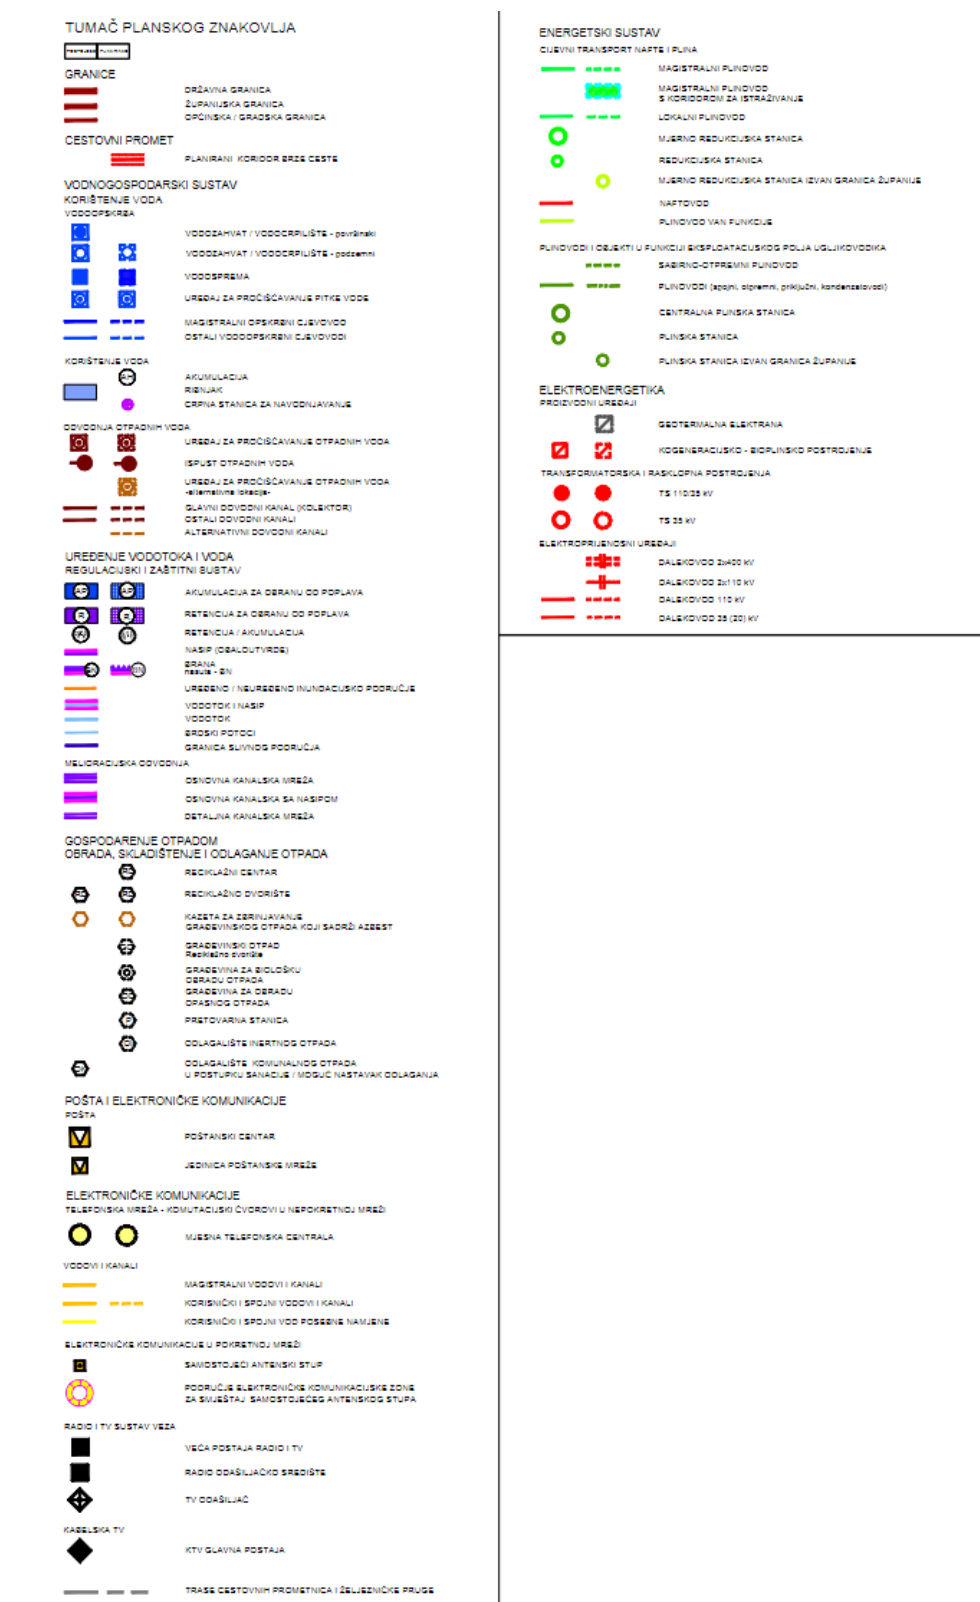 TUMAČ PLANSKOG ZNAKOVLJA
POSTOJEĆE PLANIRANO
GRANICE
DRŽAVNA GRANICA
ŽUPANIJSKA GRANICA
OPĆINSKA / GRADSKA GRANICA
CESTOVNI PROMET
PLANIRANI KORIDOR BRZE CESTE
VODNOGOSPODARSKI SUSTAV
KORIŠTENJE VODA
VODOOPSKRBA
VODOZAHVAT / VODOCRPILIŠTE - površinski
VODOZAHVAT / VODOCRPILIŠTE - podzemni
VODOSPREMA
UREĐAJ ZA PROČIŠĆAVANJE PITKE VODE
MAGISTRALNI OPSKRBNI CJEVOVOD
OSTALI VODOOPSKRBNI CJEVOVODI
KORIŠTENJE VODA
AH AKUMULACIJA
RIBNJAK
CRPNA STANICA ZA NAVODNJAVANJE
ODVODNJA OTPADNIH VODA
UREĐAJ ZA PROČIŠĆAVANJE OTPADNIH VODA
ISPUST OTPADNIH VODA
UREĐAJ ZA PROČIŠĆAVANJE OTPADNIH VODA
-alternativne lokacije-
GLAVNI ODVODNI KANAL (KOLEKTOR)
OSTALI ODVODNI KANALI
ALTERNATIVNI ODVODNI KANALI
UREĐENJE VODOTOKA I VODA
REGULACIJSKI I ZAŠTITNI SUSTAV
AP AP AKUMULACIJA ZA OBRANU OD POPLAVA
R R RETENCIJA ZA OBRANU OD POPLAVA
RETENCIJA / AKUMULACIJA
NASIP (OBALOUTVRDE)
BRANA
BN BN nasuta - BN
UREĐENO / NEUREĐENO INUNDACIJSKO PODRUČJE
VODOTOK I NASIP
VODOTOK
BRDSKI POTOCI
GRANICA SLIVNOG PODRUČJA
MELIORACIJSKA ODVODNJA
OSNOVNA KANALSKA MREŽA
OSNOVNA KANALSKA SA NASIPOM
DETALJNA KANALSKA MREŽA
GOSPODARENJE OTPADOM
OBRADA, SKLADIŠTENJE I ODLAGANJE OTPADA
RECIKLAŽNI CENTAR
RECIKLAŽNO DVORIŠTE
KAZETA ZA ZBRINJAVANJE
GRAĐEVINSKOG OTPADA KOJI SADRŽI AZBEST
GRAĐEVINSKI OTPAD
Reciklažno dvorište
GRAĐEVINA ZA BIOLOŠKU
OBRADU OTPADA
GRAĐEVINA ZA OBRADU
OPASNOG OTPADA
P PRETOVARNA STANICA
ODLAGALIŠTE INERTNOG OTPADA
ODLAGALIŠTE KOMUNALNOG OTPADA
U POSTUPKU SANACIJE / MOGUĆ NASTAVAK ODLAGANJA
POŠTA I ELEKTRONIČKE KOMUNIKACIJE
POŠTA
POŠTANSKI CENTAR
JEDINICA POŠTANSKE MREŽE
ELEKTRONIČKE KOMUNIKACIJE
TELEFONSKA MREŽA - KOMUTACIJSKI ČVOROVI U NEPOKRETNOJ MREŽI
MJESNA TELEFONSKA CENTRALA
VODOVI I KANALI
MAGISTRALNI VODOVI I KANALI
KORISNIČKI I SPOJNI VODOVI I KANALI
KORISNIČKI I SPOJNI VOD POSEBNE NAMJENE
ELEKTRONIČKE KOMUNIKACIJE U POKRETNOJ MREŽI
SAMOSTOJEĆI ANTENSKI STUP
PODRUČJE ELEKTRONIČKE KOMUNIKACIJSKE ZONE
ZA SMJEŠTAJ SAMOSTOJEĆEG ANTENSKOG STUPA
RADIO I TV SUSTAV VEZA
VEĆA POSTAJA RADIO I TV
RADIO ODAŠILJAČKO SREDIŠTE
TV ODAŠILJAČ
KABELSKA TV
KTV GLAVNA POSTAJA
TRASE CESTOVNIH PROMETNICA I ŽELJEZNIČKE PRUGE
ENERGETSKI SUSTAV
CIJEVNI TRANSPORT NAFTE I PLINA
MAGISTRALNI PLINOVOD
MAGISTRALNI PLINOVOD
S KORIDOROM ZA ISTRAŽIVANJE
LOKALNI PLINOVOD
MJERNO REDUKCIJSKA STANICA
REDUKCIJSKA STANICA
MJERNO REDUKCIJSKA STANICA IZVAN GRANICA ŽUPANIJE
NAFTOVOD
PLINOVOD VAN FUNKCIJE
PLINOVODI I OBJEKTI U FUNKCIJI EKSPLOATACIJSKOG POLJA UGLJIKOVODIKA
SABIRNO-OTPREMNI PLINOVOD
PLINOVODI (spojni, otpremni, priključni, kondenzatovodi)
CENTRALNA PLINSKA STANICA
PLINSKA STANICA
PLINSKA STANICA IZVAN GRANICA ŽUPANIJE
ELEKTROENERGETIKA
PROIZVODNI UREĐAJI
GEOTERMALNA ELEKTRANA
KOGENERACIJSKO - BIOPLINSKO POSTROJENJE
TRANSFORMATORSKA I RASKLOPNA POSTROJENJA
TS 110/35 kV
TS 35 kV
ELEKTROPRIJENOSNI UREĐAJI
DALEKOVOD 2x400 kV
DALEKOVOD 2x110 kV
DALEKOVOD 110 kV
DALEKOVOD 35 (20) kV